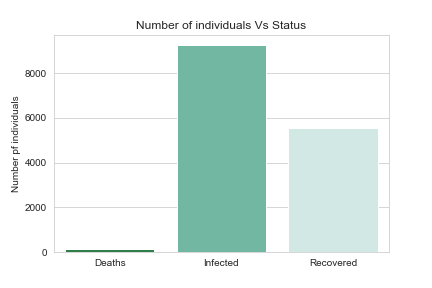 Number of individuals Vs Status
Number pf individuals
8000
6000
4000
2000
0
Deaths
Infected
Recovered